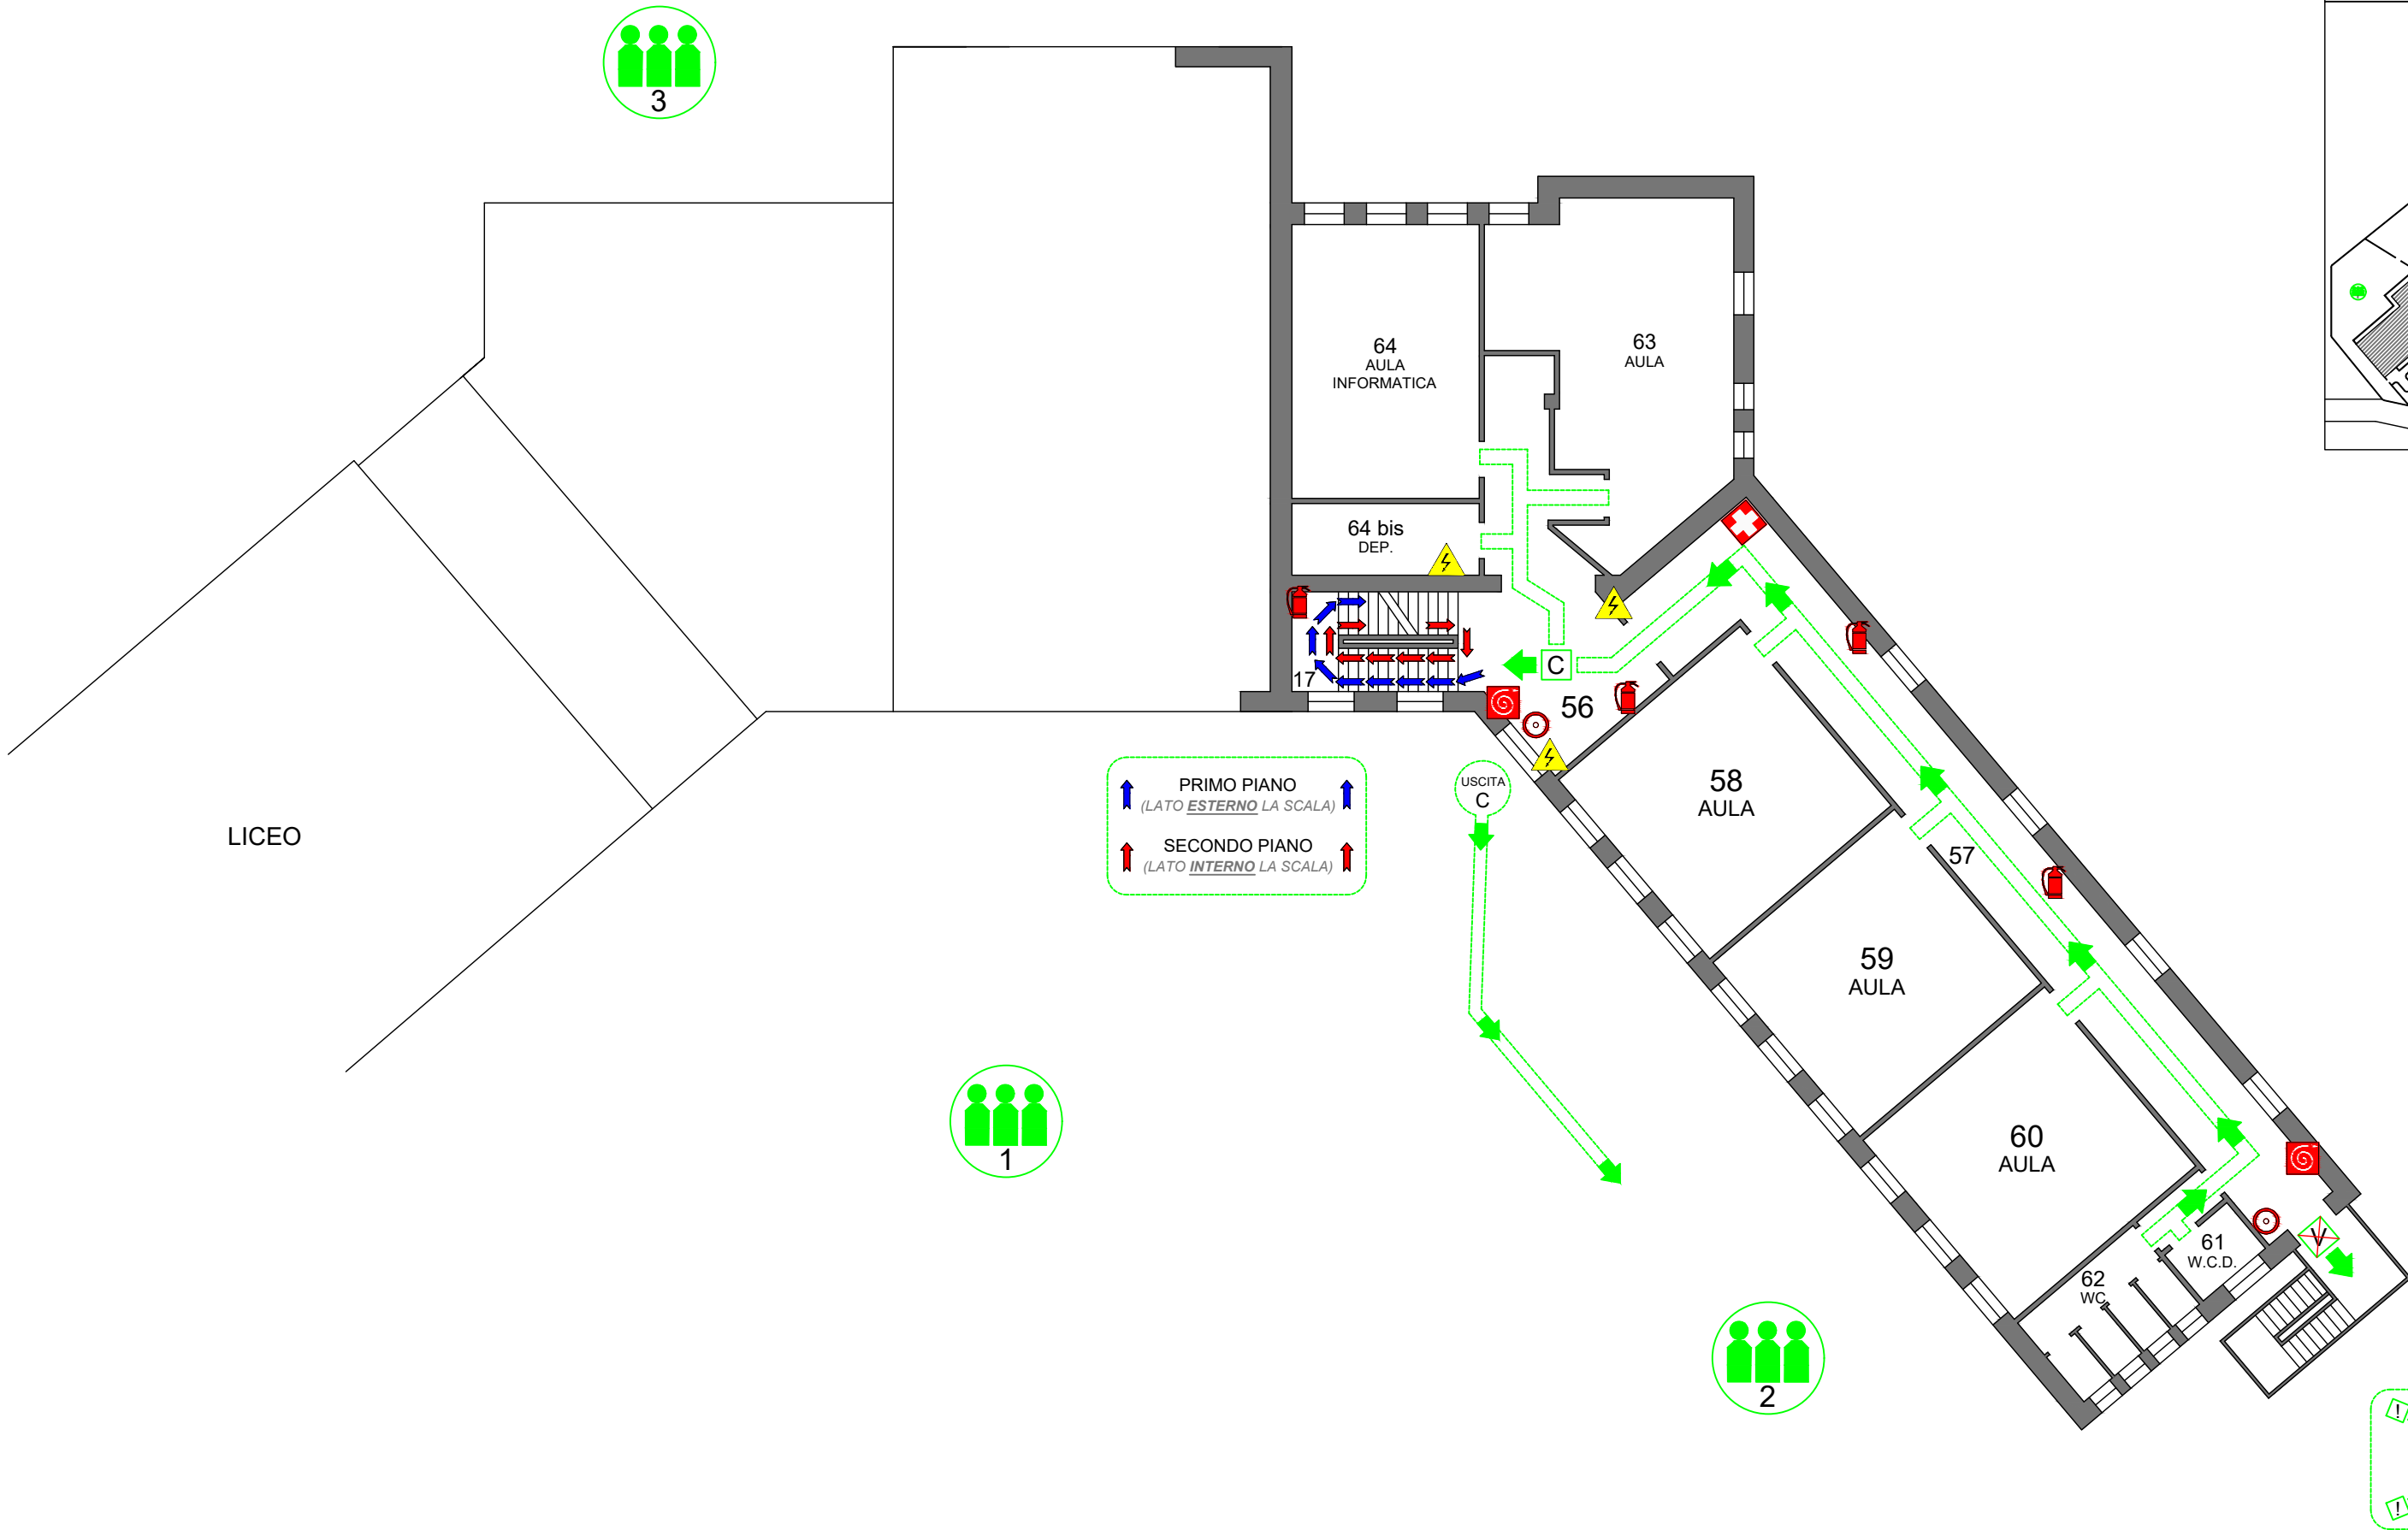 3
64
AULA
INFORMATICA
63
AULA
64 bis
DEP.
C
17
56
PRIMO PIANO
(LATO ESTERNO LA SCALA)
SECONDO PIANO
(LATO INTERNO LA SCALA)
USCITA
C
58
AULA
LICEO
57
59
AULA
1
60
AULA
61
W.C.D.
V
62
WC
2
!
!